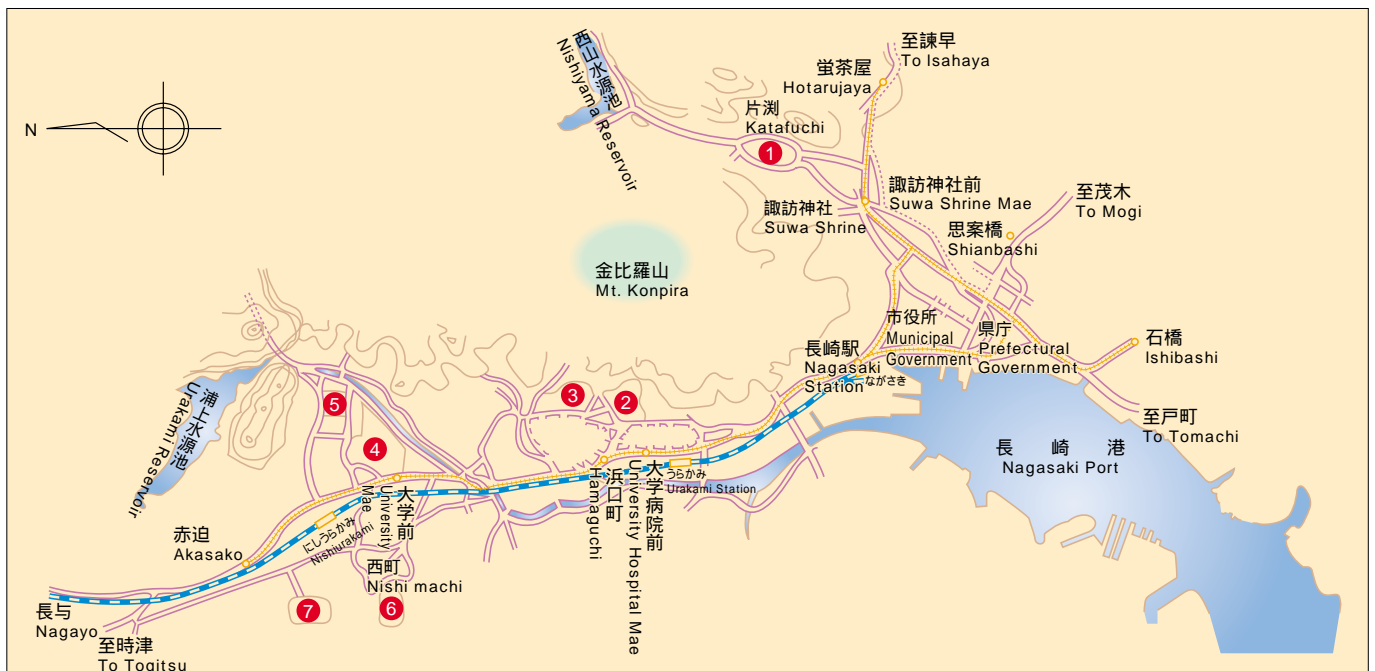 N
西山水源池
Nishiyama Reservoir
至諫早
To Isahaya
蛍茶屋
Hotarujaya
片渕
Katafuchi
1
諏訪神社前
Suwa Shrine Mae
諏訪神社
Suwa Shrine
思案橋
Shianbashi
至茂木
To Mogi
金比羅山
Mt. Konpira
市役所
Municipal
Government
県庁
Prefectural
Government
長崎駅
Nagasaki
Station
ながさき
石橋
Ishibashi
至戸町
To Tomachi
長崎港
Nagasaki Port
浦上水源池
Urakami Reservoir
5
4
3
2
大学前
University
Mae
浜口町
Hamaguchi
大学病院前
University Hospital Mae
うらかみ
Urakami Station
赤迫
Akasako
にしうらかみ
Nishiurakami
西町
Nishi machi
7
6
長与
Nagayo
至時津
To Togitsu